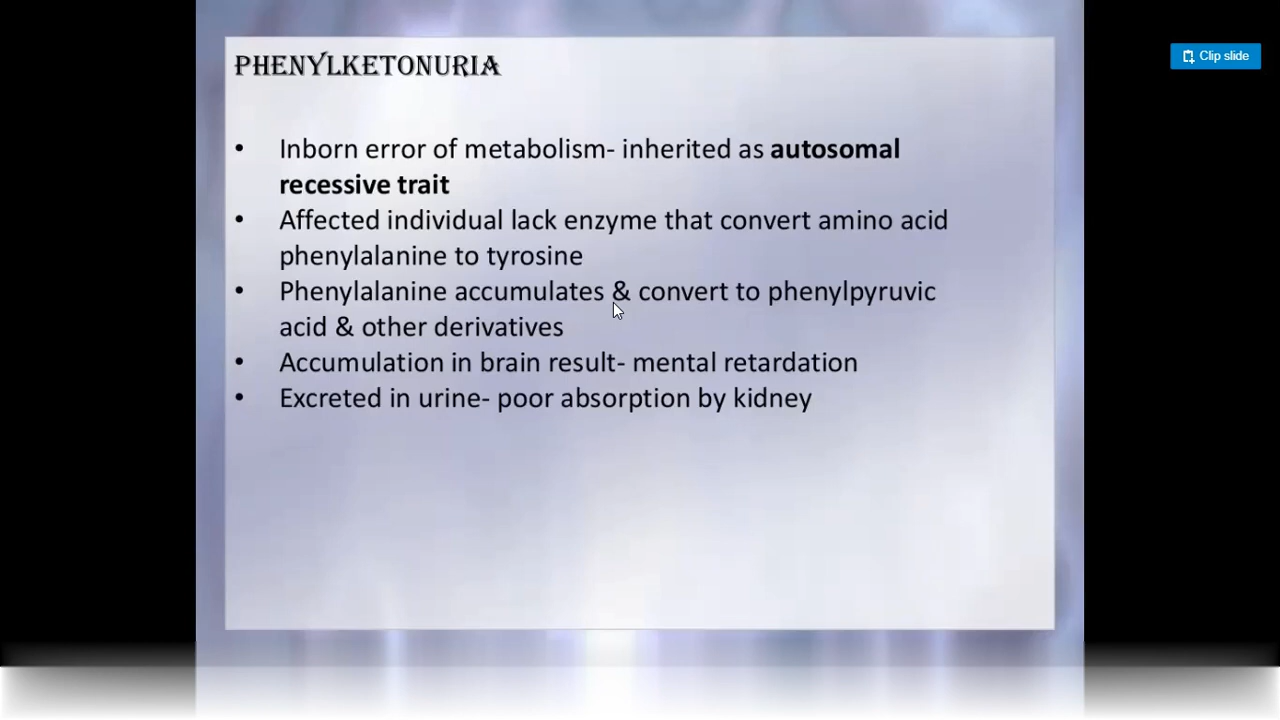 PHENYLKETONURIA
Clip slide
• Inborn error of metabolism- inherited as autosomal
recessive trait
• Affected individual lack enzyme that convert amino acid
phenylalanine to tyrosine
• Phenylalanine accumulates & convert to phenylpyruvic
acid & other derivatives
• Accumulation in brain result- mental retardation
• Excreted in urine- poor absorption by kidney